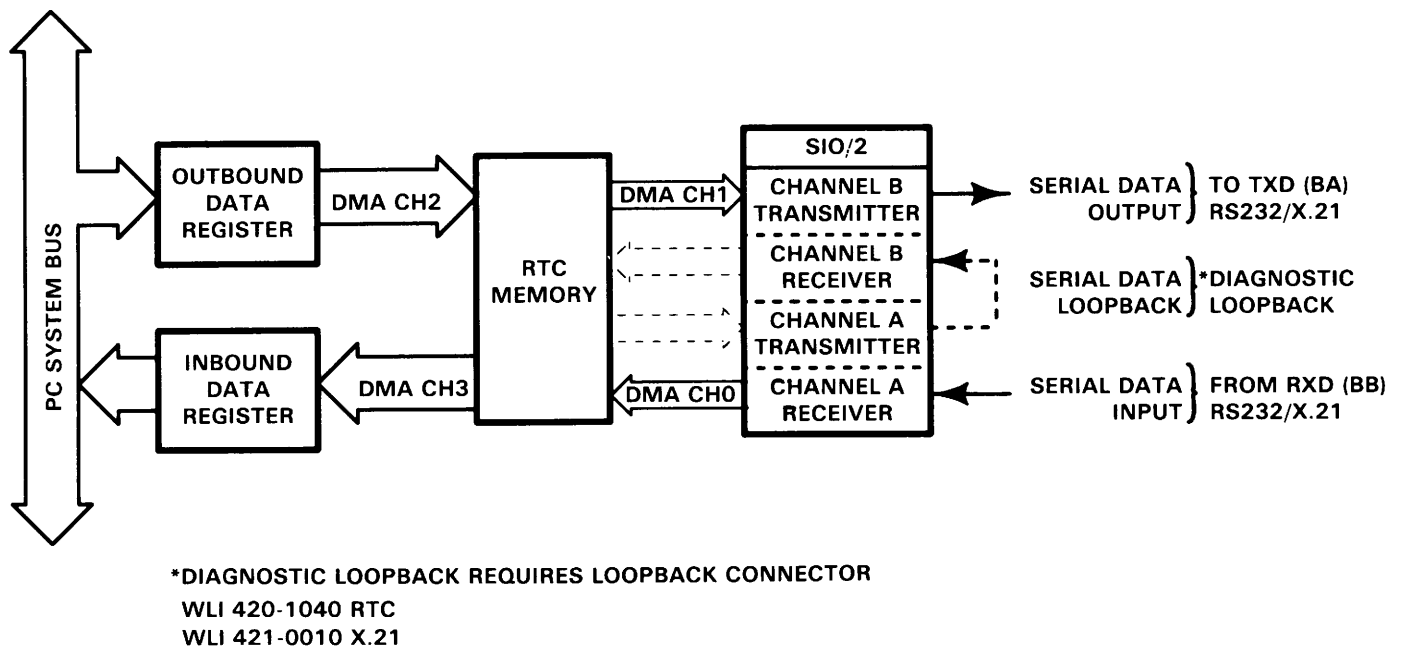 PC SYSTEM BUS
OUTBOUND
DATA
REGISTER
DMA CH2
INBOUND
DATA
REGISTER
DMA CH3
RTC
MEMORY
DMA CH1
DMA CH0
SIO/2
CHANNEL B
TRANSMITTER
CHANNEL B
RECEIVER
CHANNEL A
TRANSMITTER
CHANNEL A
RECEIVER
SERIAL DATA
OUTPUT
TO TXD (BA)
RS232/X.21
SERIAL DATA
LOOPBACK
*DIAGNOSTIC
LOOPBACK
SERIAL DATA
INPUT
FROM RXD (BB)
RS232/X.21
*DIAGNOSTIC LOOPBACK REQUIRES LOOPBACK CONNECTOR
WLI 420-1040 RTC
WLI 421-0010 X.21